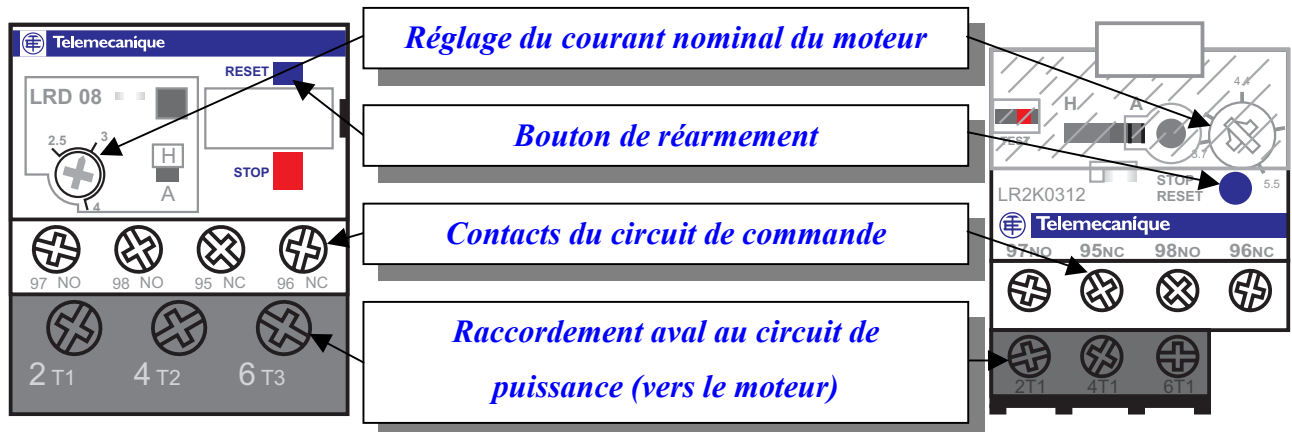 Telemecanique
RESET
LRD 08
2.5
3
4
H
A
STOP
97 NO 98 NO 95 NC 96 NC
2 T1 4 T2 6 T3
Réglage du courant nominal du moteur
Bouton de réarmement
Contacts du circuit de commande
Raccordement aval au circuit de
puissance (vers le moteur)
4.4
H A
TEST
3.7
5.5
STOP
RESET
LR2K0312
Telemecanique
97NO 95NC 98NO 96NC
2T1 4T1 6T1